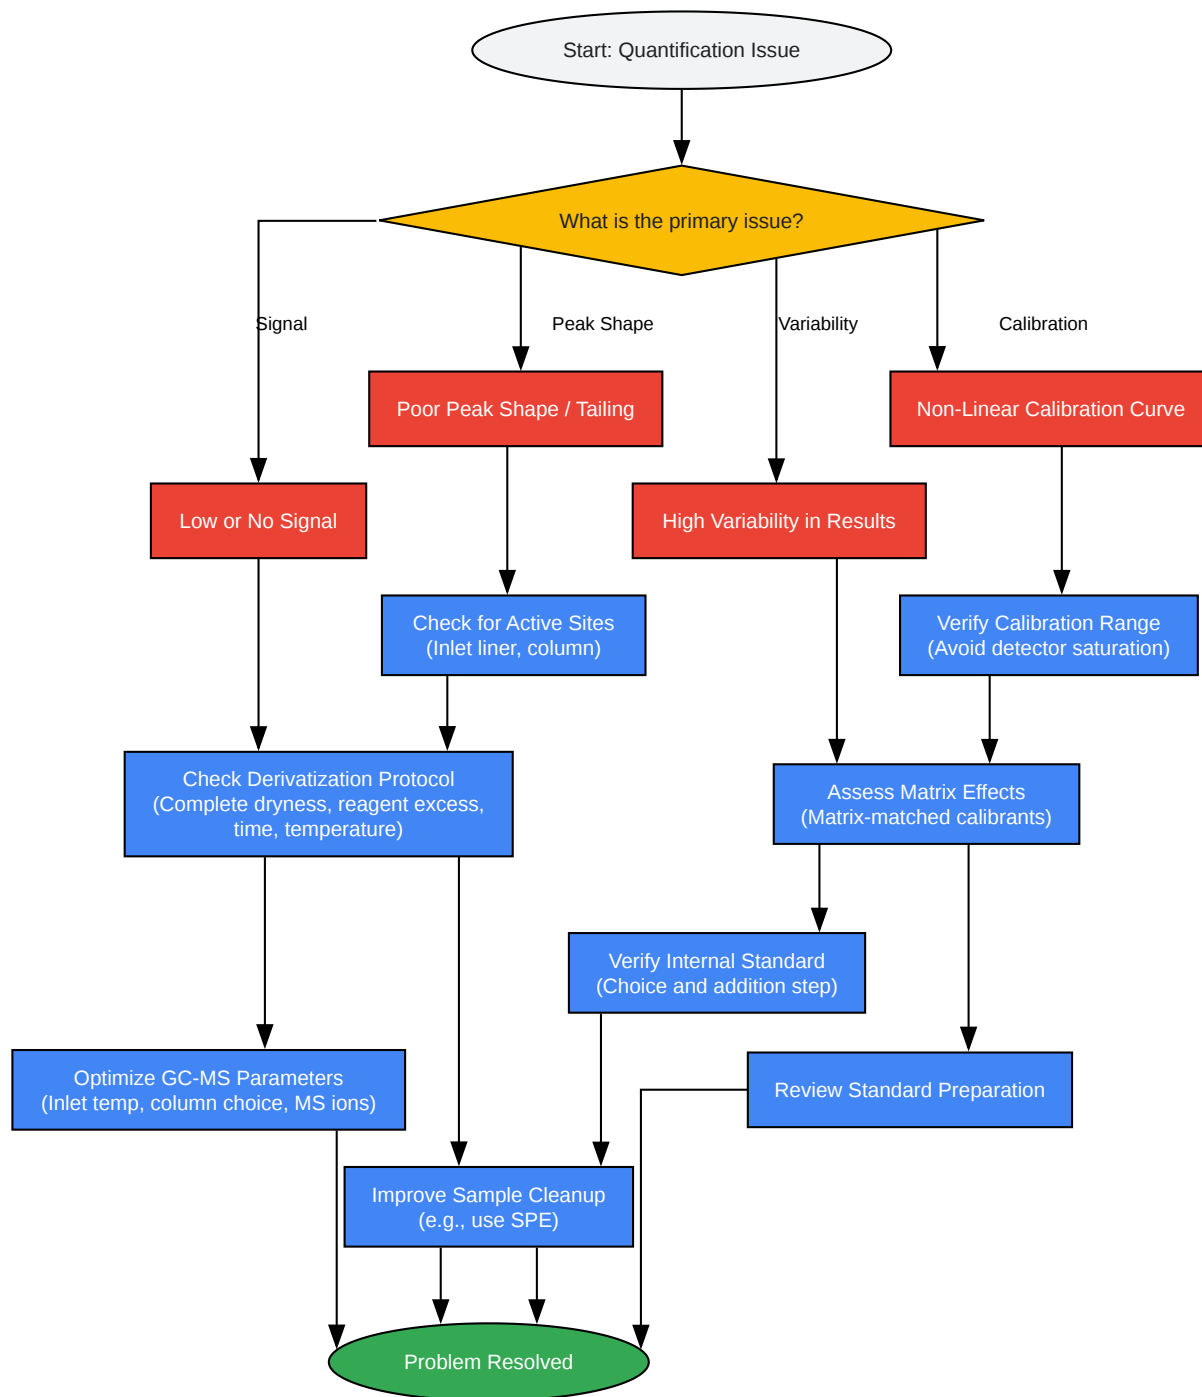 Start: Quantification Issue
What is the primary issue?
Signal
Peak Shape
Variability
Calibration
Poor Peak Shape / Tailing
Non-Linear Calibration Curve
Low or No Signal
High Variability in Results
Check for Active Sites
(Inlet liner, column)
Verify Calibration Range
(Avoid detector saturation)
Check Derivatization Protocol
(Complete dryness, reagent excess,
time, temperature)
Assess Matrix Effects
(Matrix-matched calibrants)
Verify Internal Standard
(Choice and addition step)
Optimize GC-MS Parameters
(Inlet temp, column choice, MS ions)
Review Standard Preparation
Improve Sample Cleanup
(e.g., use SPE)
Problem Resolved